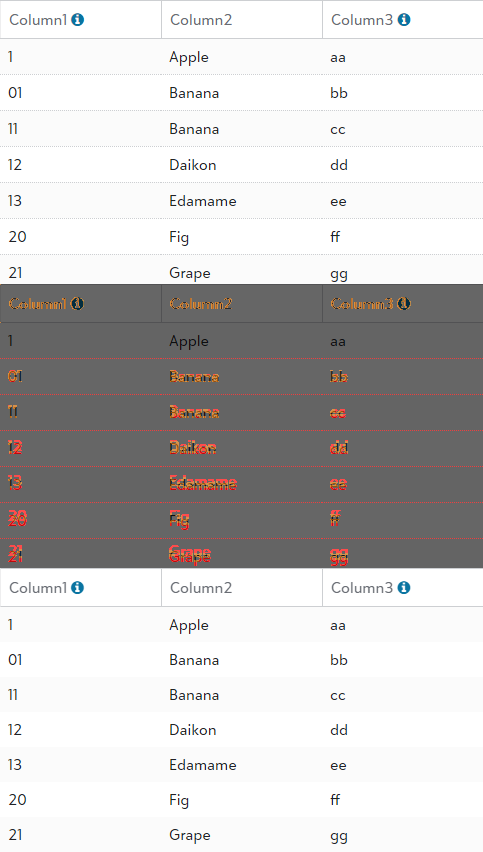 Column1 Column2 Column3
1 Apple aa
01 Banana bb
11 Banana cc
12 Daikon dd
13 Edamame ee
20 Fig ff
21 Grape gg
Column1 Column2 Column3
1 Apple aa
01 Banana bb
11 Banana cc
12 Daikon dd
13 Edamame ee
20 Fig ff
21 Grape gg
Column1 Column2 Column3
1 Apple aa
01 Banana bb
11 Banana cc
12 Daikon dd
13 Edamame ee
20 Fig ff
21 Grape gg